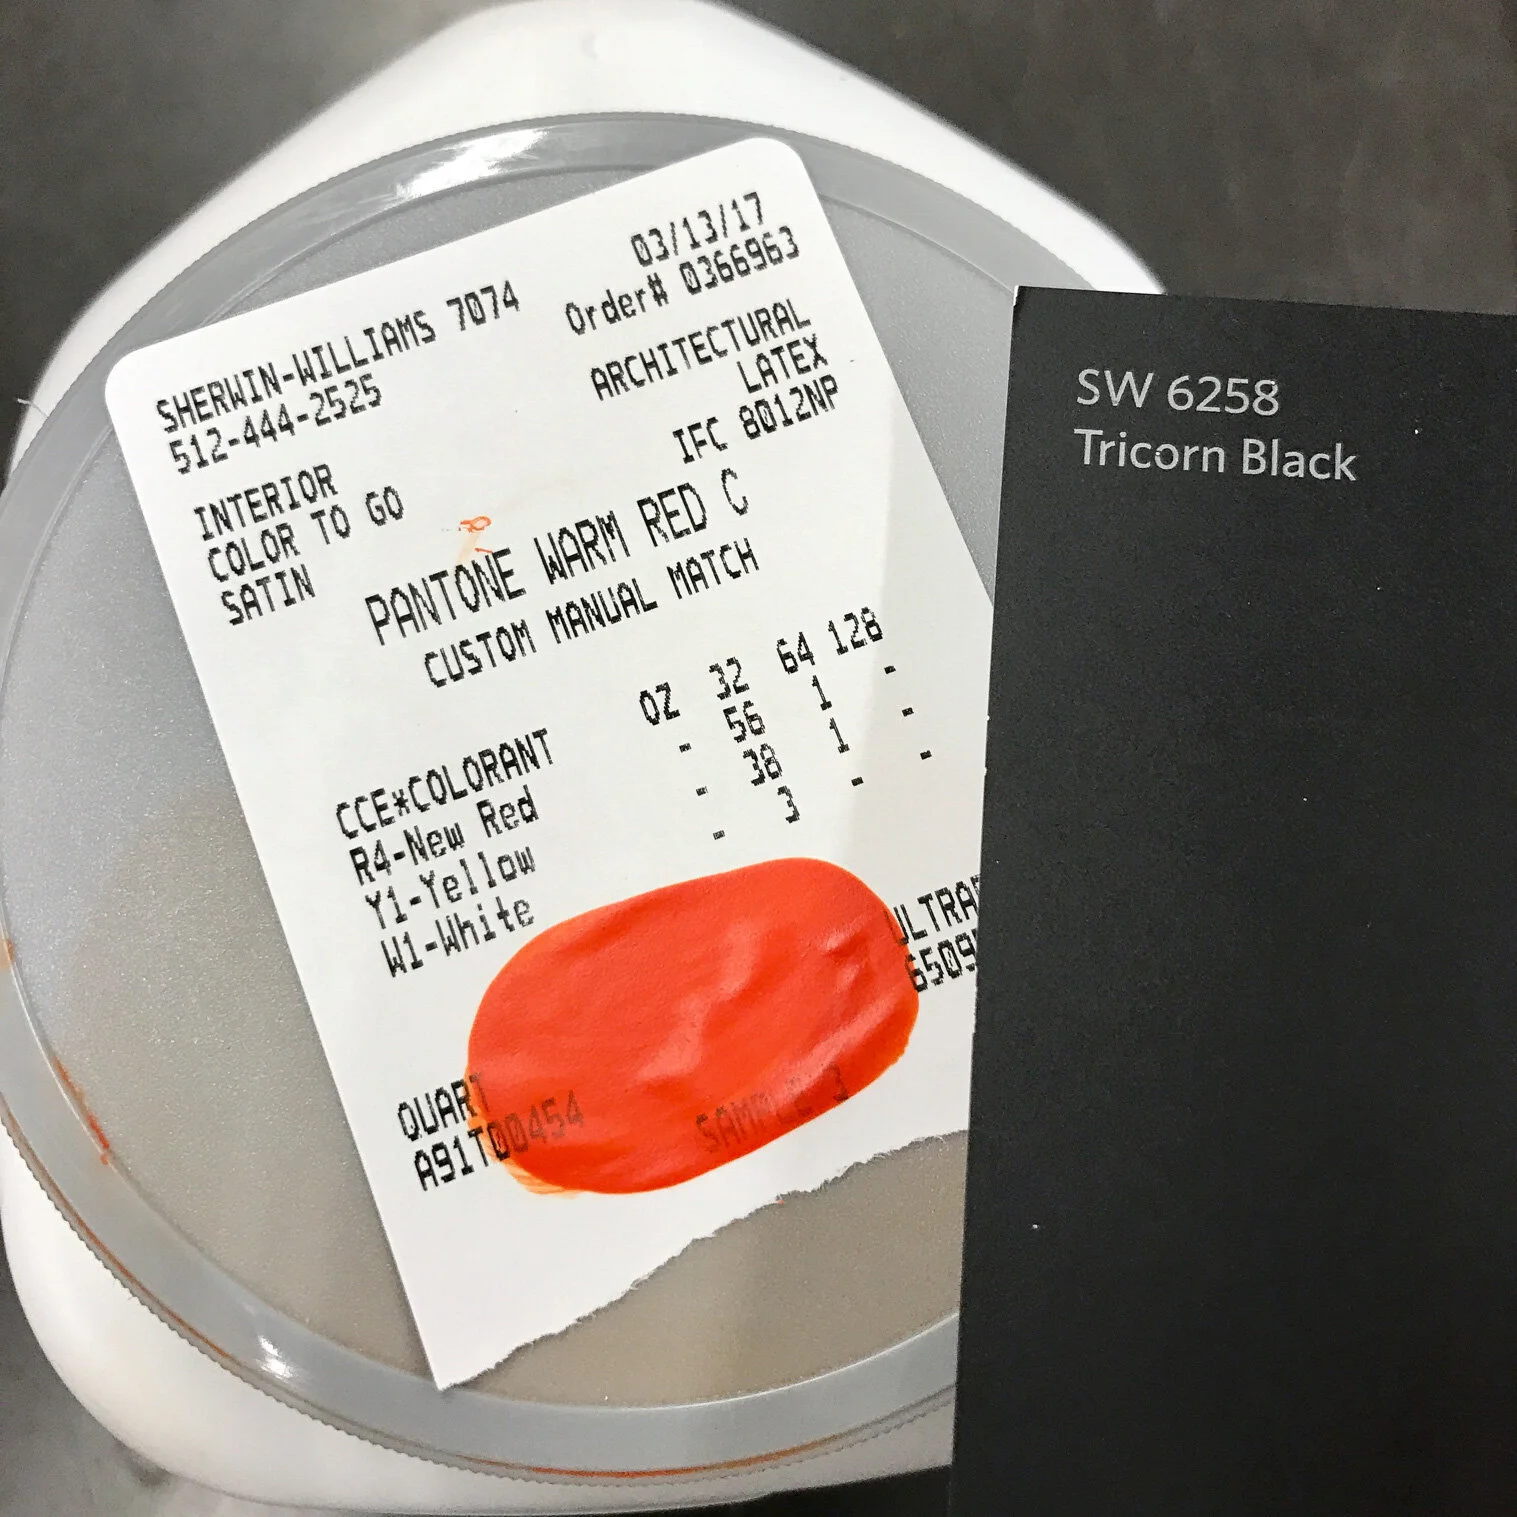 03/13/17
SHERWIN-WILLIAMS 7074 Order# 0366963
512-444-2525
ARCHITECTURAL
LATEX
INTERIOR IFC 8012NP
COLOR TO GO
SATIN
PANTONE WARM RED C
CUSTOM MANUAL MATCH
CCE*COLORANT OZ 32 64 128
R4-New Red - 56 1 -
Y1-Yellow - 38 1 -
W1-White - 3 - -
QUART
A91T00454 SAMPLE 3
SW 6258
Tricorn Black